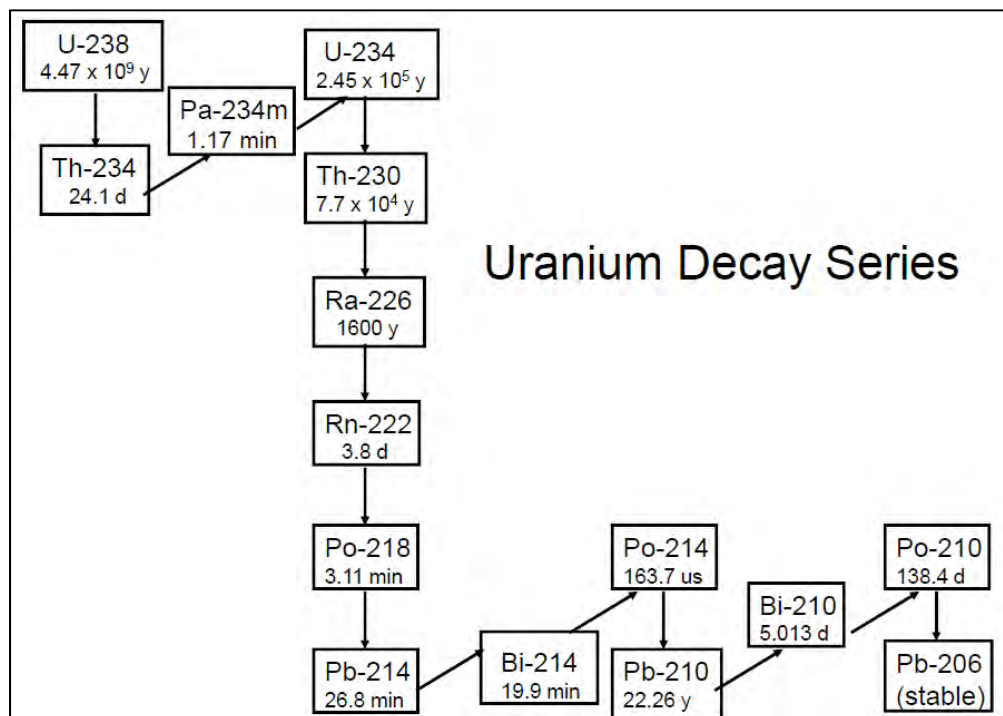 U-238
4.47 x 10⁹ y
Th-234
24.1 d
Pa-234m
1.17 min
U-234
2.45 x 10⁵ y
Th-230
7.7 x 10⁴ y
Uranium Decay Series
Ra-226
1600 y
Rn-222
3.8 d
Po-218
3.11 min
Pb-214
26.8 min
Bi-214
19.9 min
Po-214
163.7 us
Pb-210
22.26 y
Bi-210
5.013 d
Po-210
138.4 d
Pb-206
(stable)